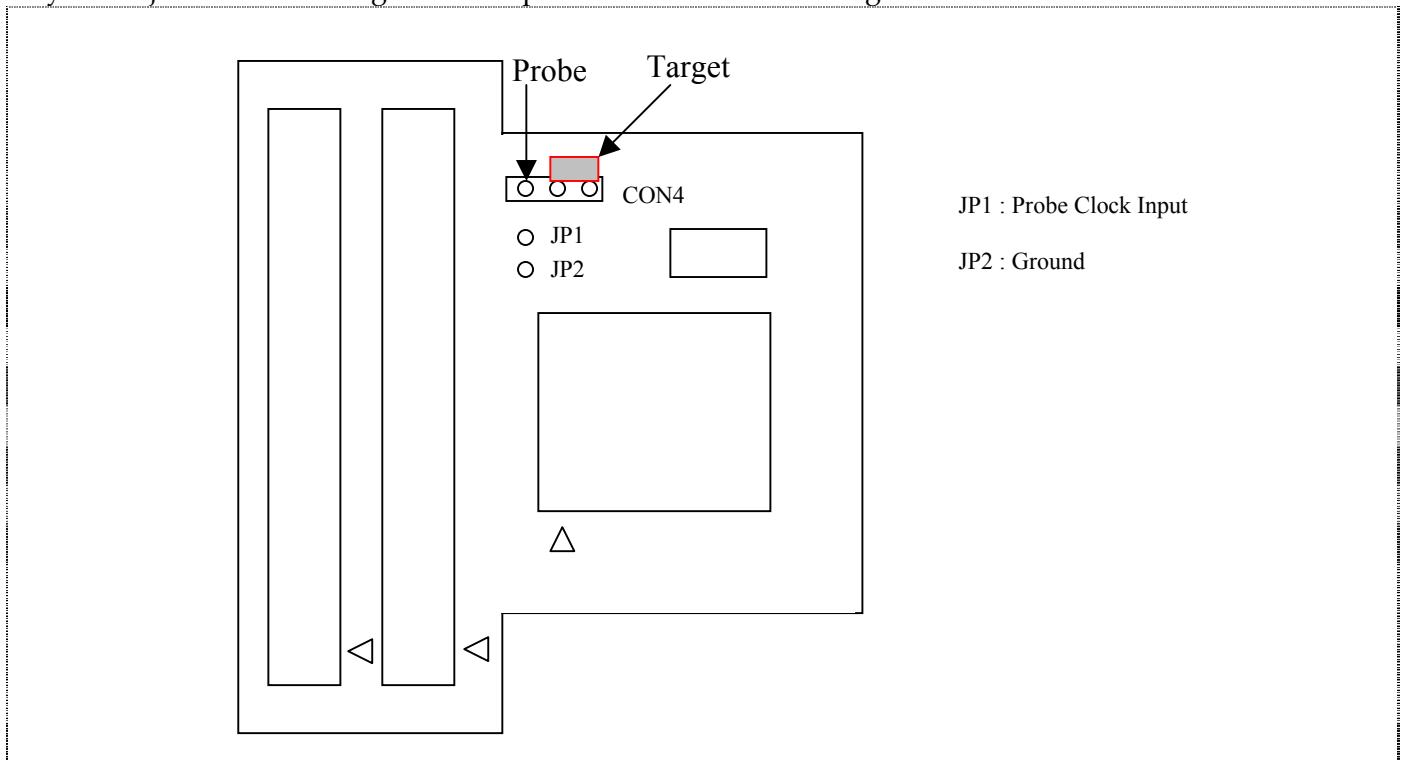 Probe Target
CON4
JP1
JP2
JP1 : Probe Clock Input
JP2 : Ground